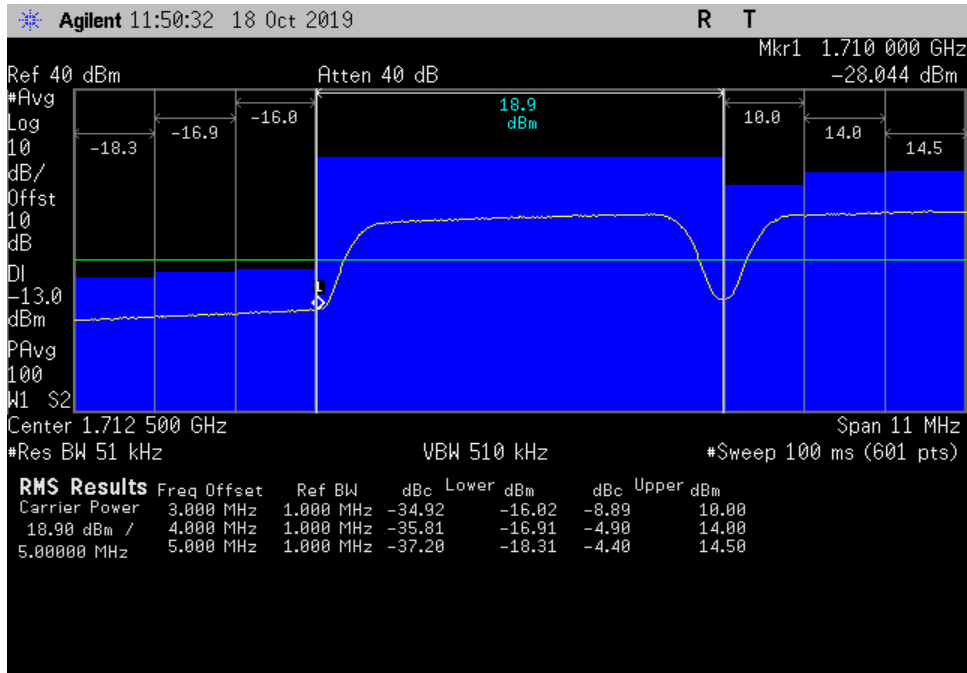 Agilent 11:50:32 18 Oct 2019 R T
Mkr1 1.710 000 GHz
Ref 40 dBm Atten 40 dB -28.044 dBm
#Avg
Log
10
dB/
Offst
10
dB
DI
-13.0
dBm
PAvg
100
W1 S2
-18.3 -16.9 -16.0 18.9 10.0 14.0 14.5
dBm
1
Center 1.712 500 GHz Span 11 MHz
#Res BW 51 kHz VBW 510 kHz #Sweep 100 ms (601 pts)
RMS Results Freq Offset Ref BW dBc Lower dBm dBc Upper dBm
Carrier Power 3.000 MHz 1.000 MHz -34.92 -16.02 -8.89 10.00
18.90 dBm / 4.000 MHz 1.000 MHz -35.81 -16.91 -4.90 14.00
5.00000 MHz 5.000 MHz 1.000 MHz -37.20 -18.31 -4.40 14.50